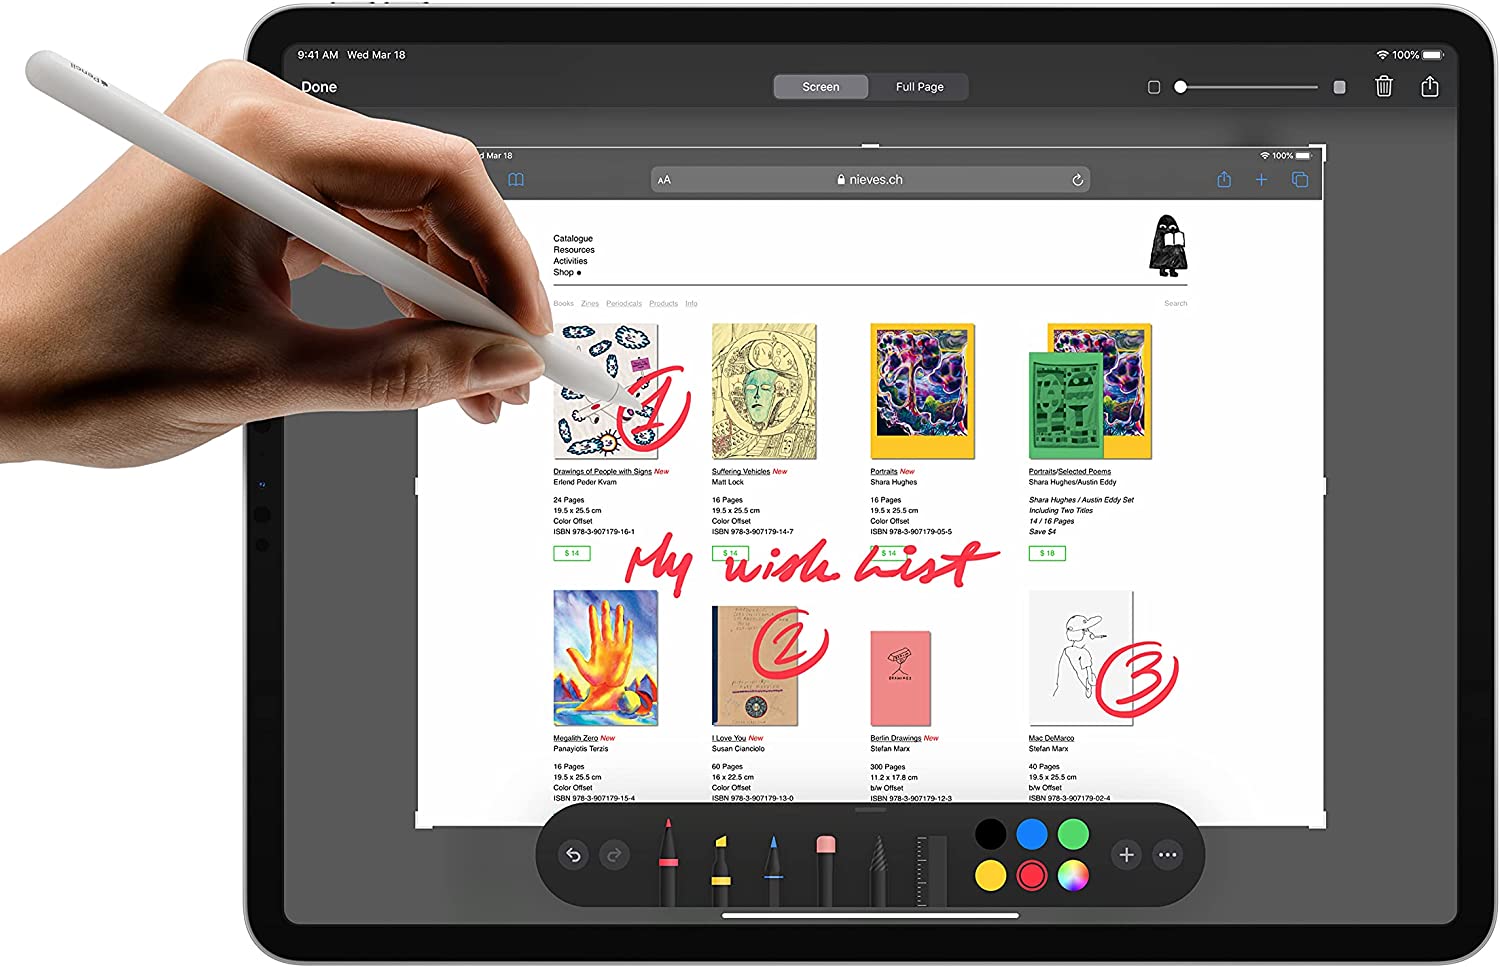 Pencil
9:41 AM Wed Mar 18
100%
Done
Screen
Full Page
Mar 18
100%
AA
nieves.ch
Catalogue
Resources
Activities
Shop
Books Zines Periodicals Products Info
Search
1
Drawings of People with Signs New
Erlend Peder Kvam
24 Pages
19.5 x 25.5 cm
Color Offset
ISBN 978-3-907179-16-1
$ 14
Suffering Vehicles New
Matt Lock
16 Pages
19.5 x 25.5 cm
Color Offset
ISBN 978-3-907179-14-7
$ 14
Portraits New
Shara Hughes
16 Pages
19.5 x 25.5 cm
Color Offset
ISBN 978-3-907179-05-5
$ 14
Portraits/Selected Poems
Shara Hughes/Austin Eddy
Shara Hughes / Austin Eddy Set
Including Two Titles
14 / 16 Pages
Save $4
$ 18
My wish List
Megalith Zero New
Panayiotis Terzis
16 Pages
19.5 x 25.5 cm
Color Offset
ISBN 978-3-907179-15-4
2
I Love You New
Susan Cianciolo
60 Pages
16 x 22.5 cm
Color Offset
ISBN 978-3-907179-13-0
DRAWINGS
Berlin Drawings New
Stefan Marx
300 Pages
11.2 x 17.8 cm
b/w Offset
ISBN 978-3-907179-12-3
3
Mac DeMarco
Stefan Marx
40 Pages
19.5 x 25.5 cm
b/w Offset
ISBN 978-3-907179-02-4